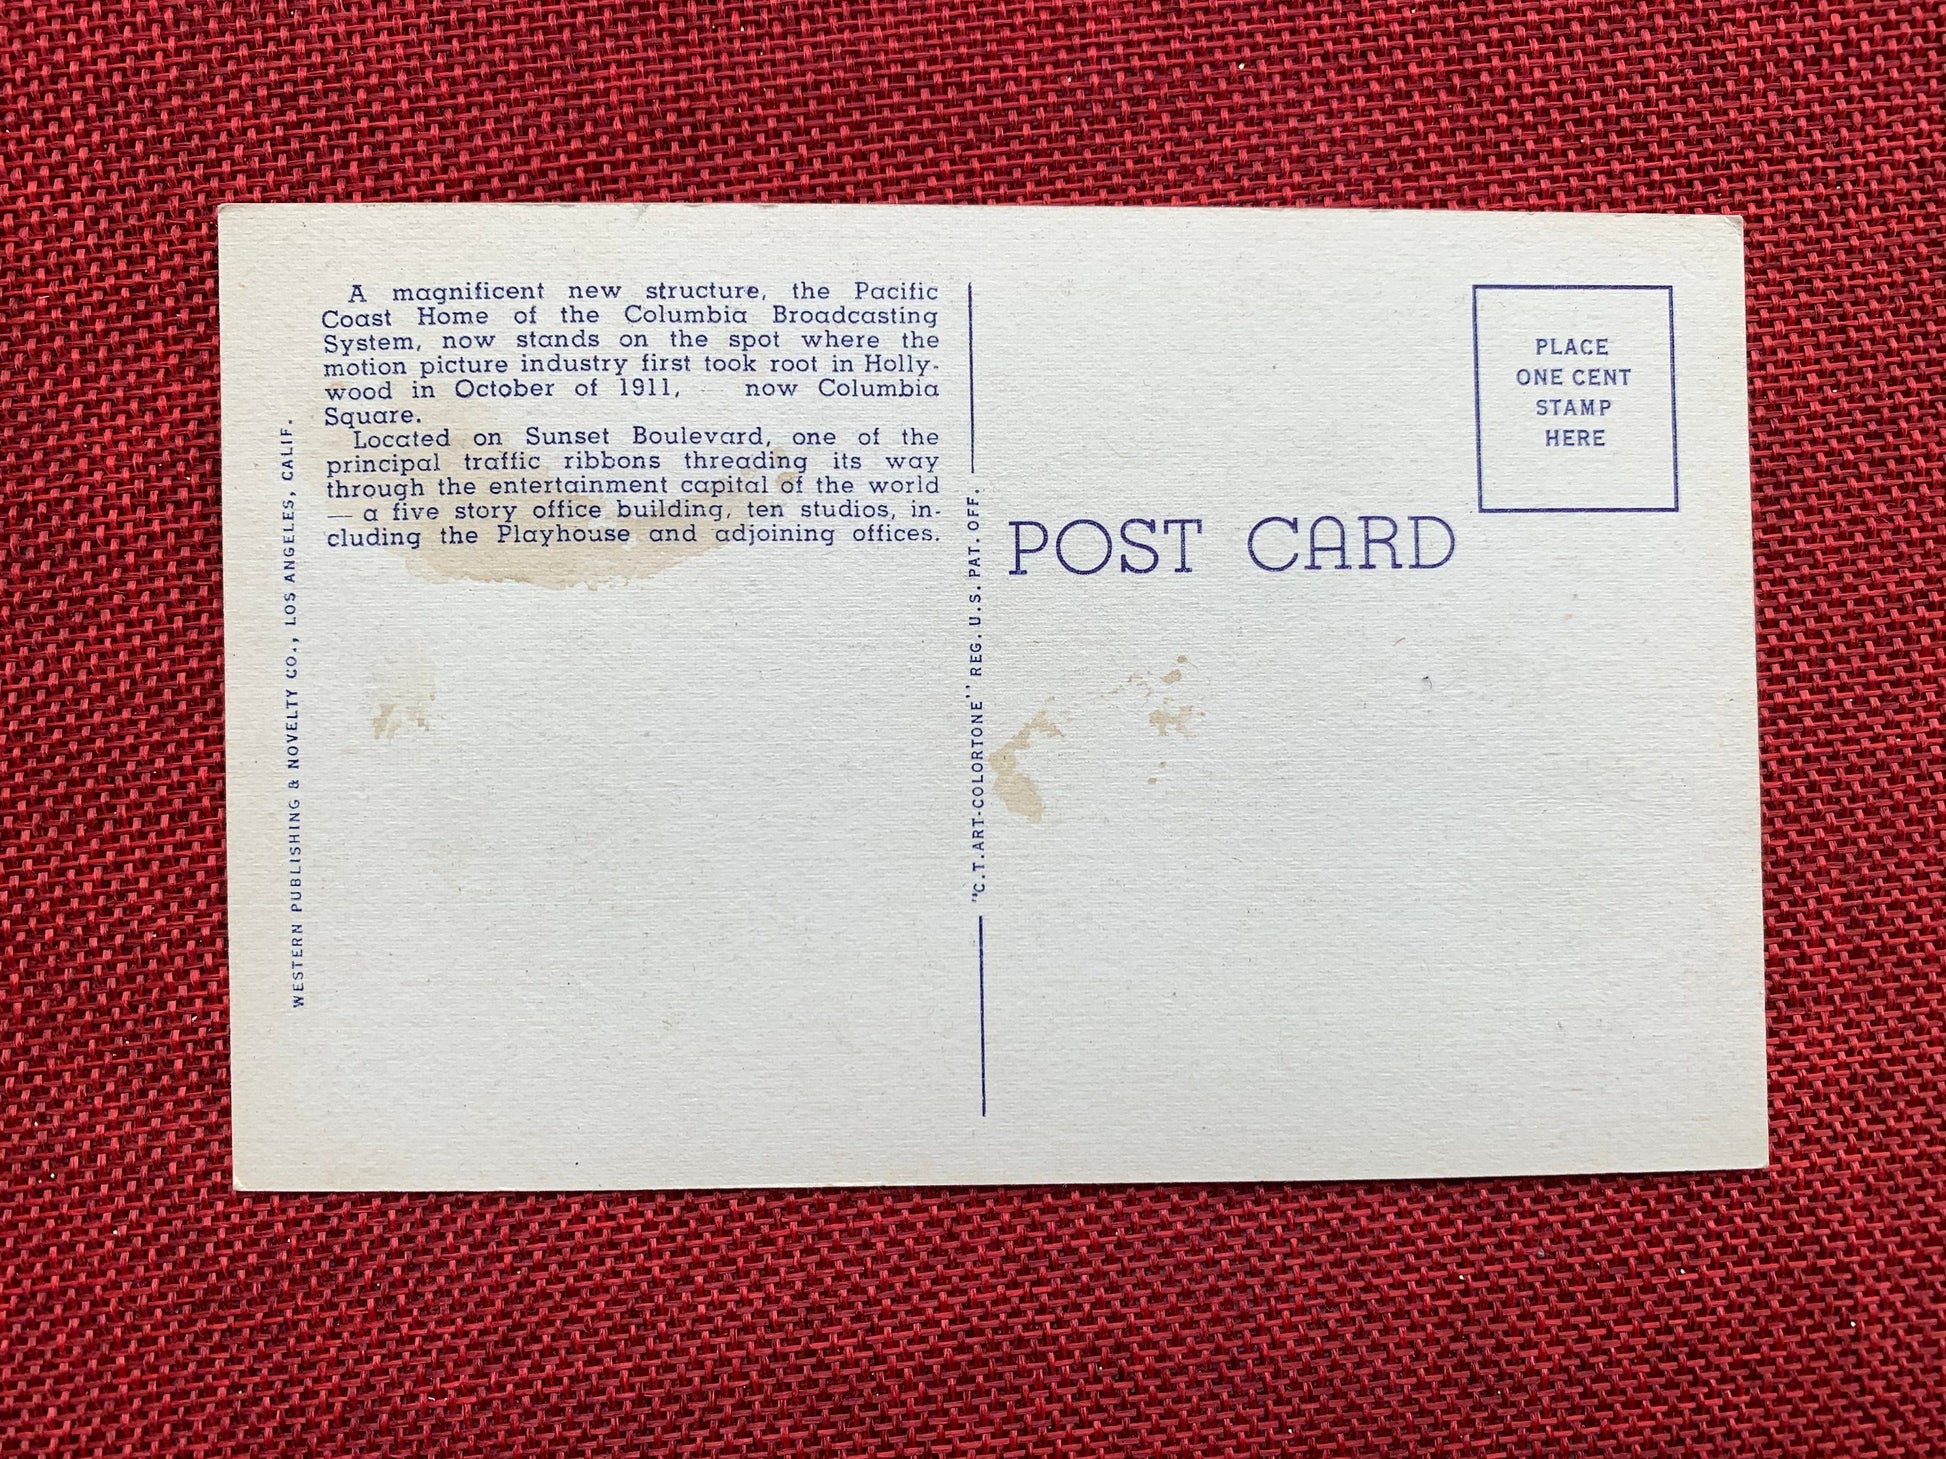 A magnificent new structure, the Pacific
Coast Home of the Columbia Broadcasting
System, now stands on the spot where the
motion picture industry first took root in Holly-
wood in October of 1911, now Columbia
Square.
Located on Sunset Boulevard, one of the
principal traffic ribbons threading its way
through the entertainment capital of the world
— a five story office building, ten studios, in-
cluding the Playhouse and adjoining offices.
WESTERN PUBLISHING & NOVELTY CO., LOS ANGELES, CALIF.
"C.T. ART-COLORTONE" REG. U.S. PAT. OFF.
POST CARD
PLACE
ONE CENT
STAMP
HERE